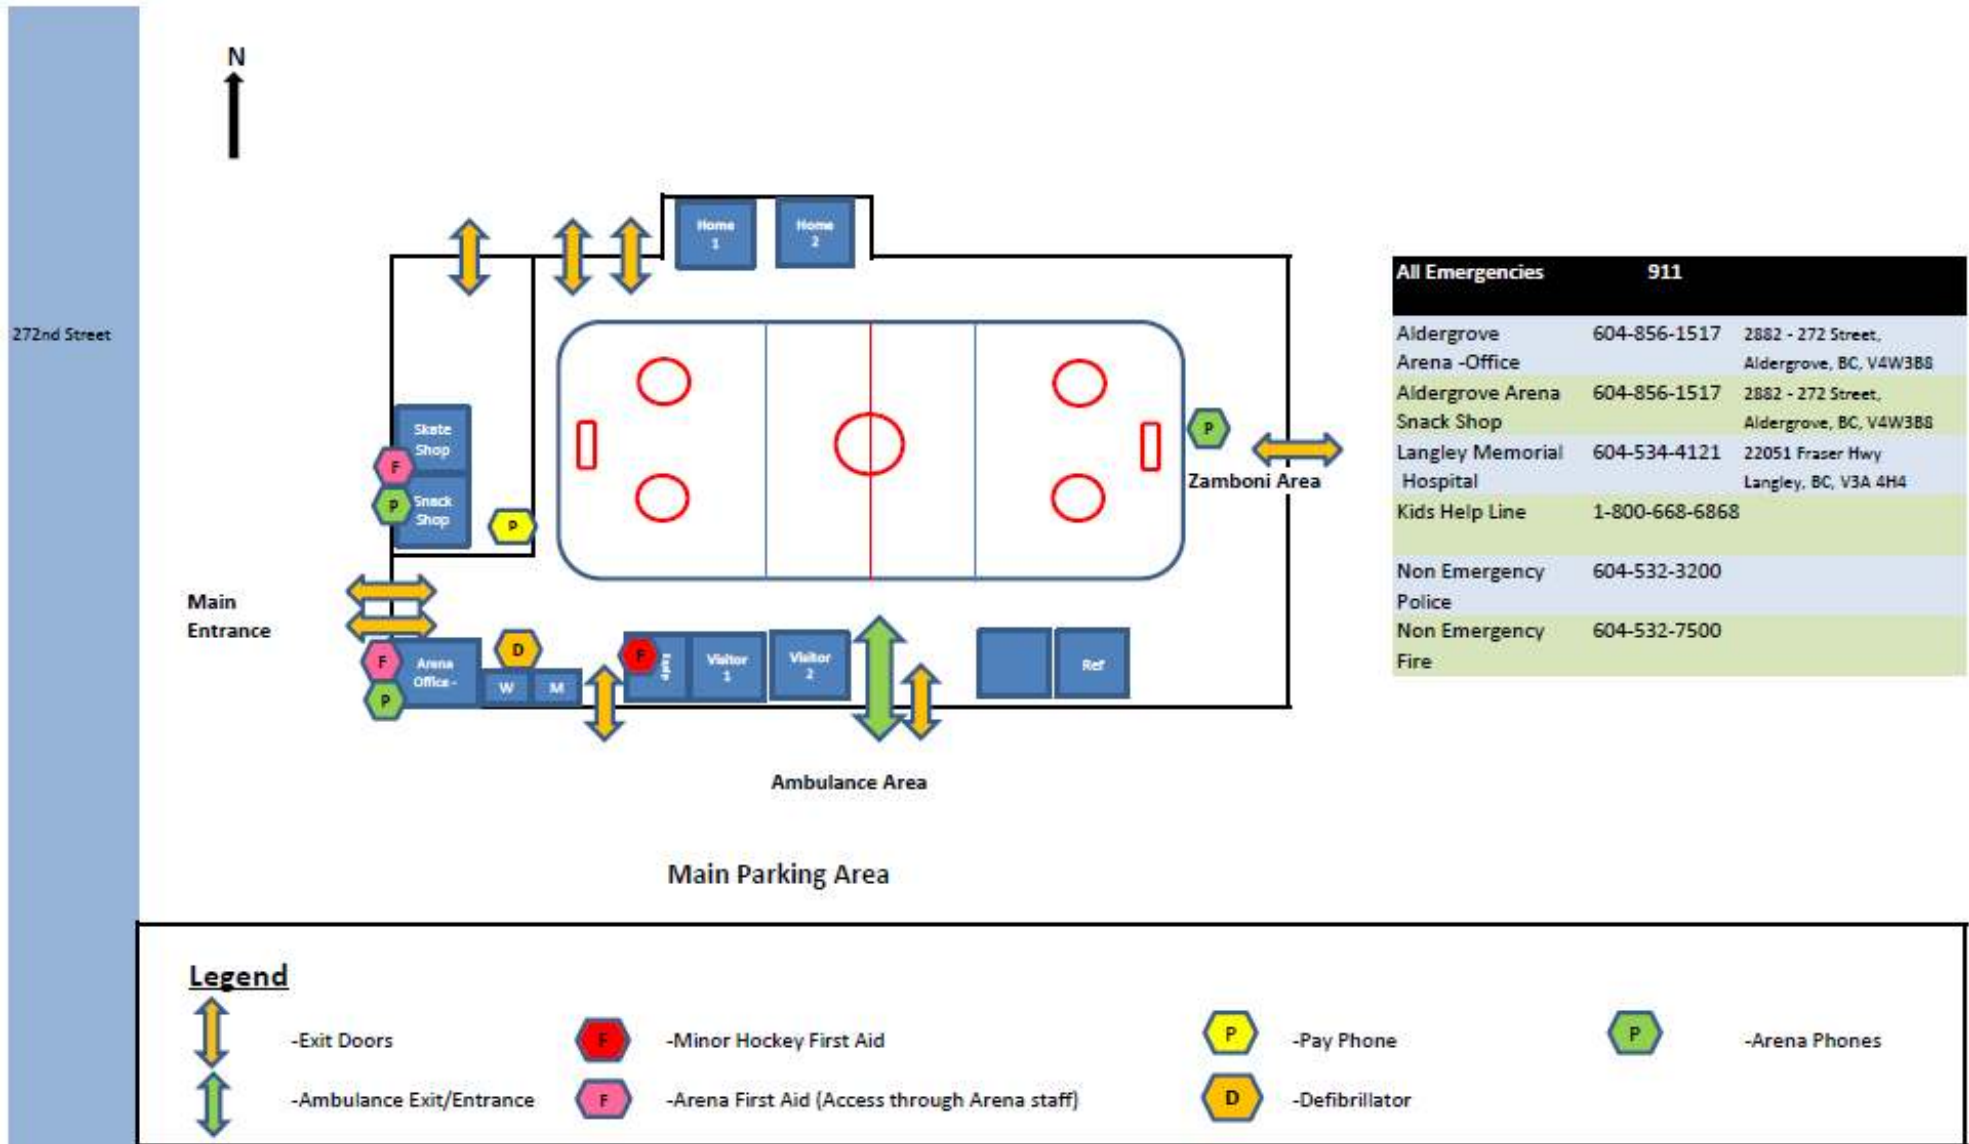 N
272nd Street
Home
1
Home
2
Skate
Shop
F
P
Snack
Shop
P
P
Zamboni Area
Main
Entrance
F
P
Arena
Office -
D
W
M
F
Equip
Visitor
1
Visitor
2
Ref
Ambulance Area
Main Parking Area
All Emergencies 911
Aldergrove 604-856-1517 2882 - 272 Street,
Arena -Office Aldergrove, BC, V4W3B8
Aldergrove Arena 604-856-1517 2882 - 272 Street,
Snack Shop Aldergrove, BC, V4W3B8
Langley Memorial 604-534-4121 22051 Fraser Hwy
Hospital Langley, BC, V3A 4H4
Kids Help Line 1-800-668-6868
Non Emergency 604-532-3200
Police
Non Emergency 604-532-7500
Fire
Legend
-Exit Doors
F -Minor Hockey First Aid
P -Pay Phone
P -Arena Phones
-Ambulance Exit/Entrance
F -Arena First Aid (Access through Arena staff)
D -Defibrillator